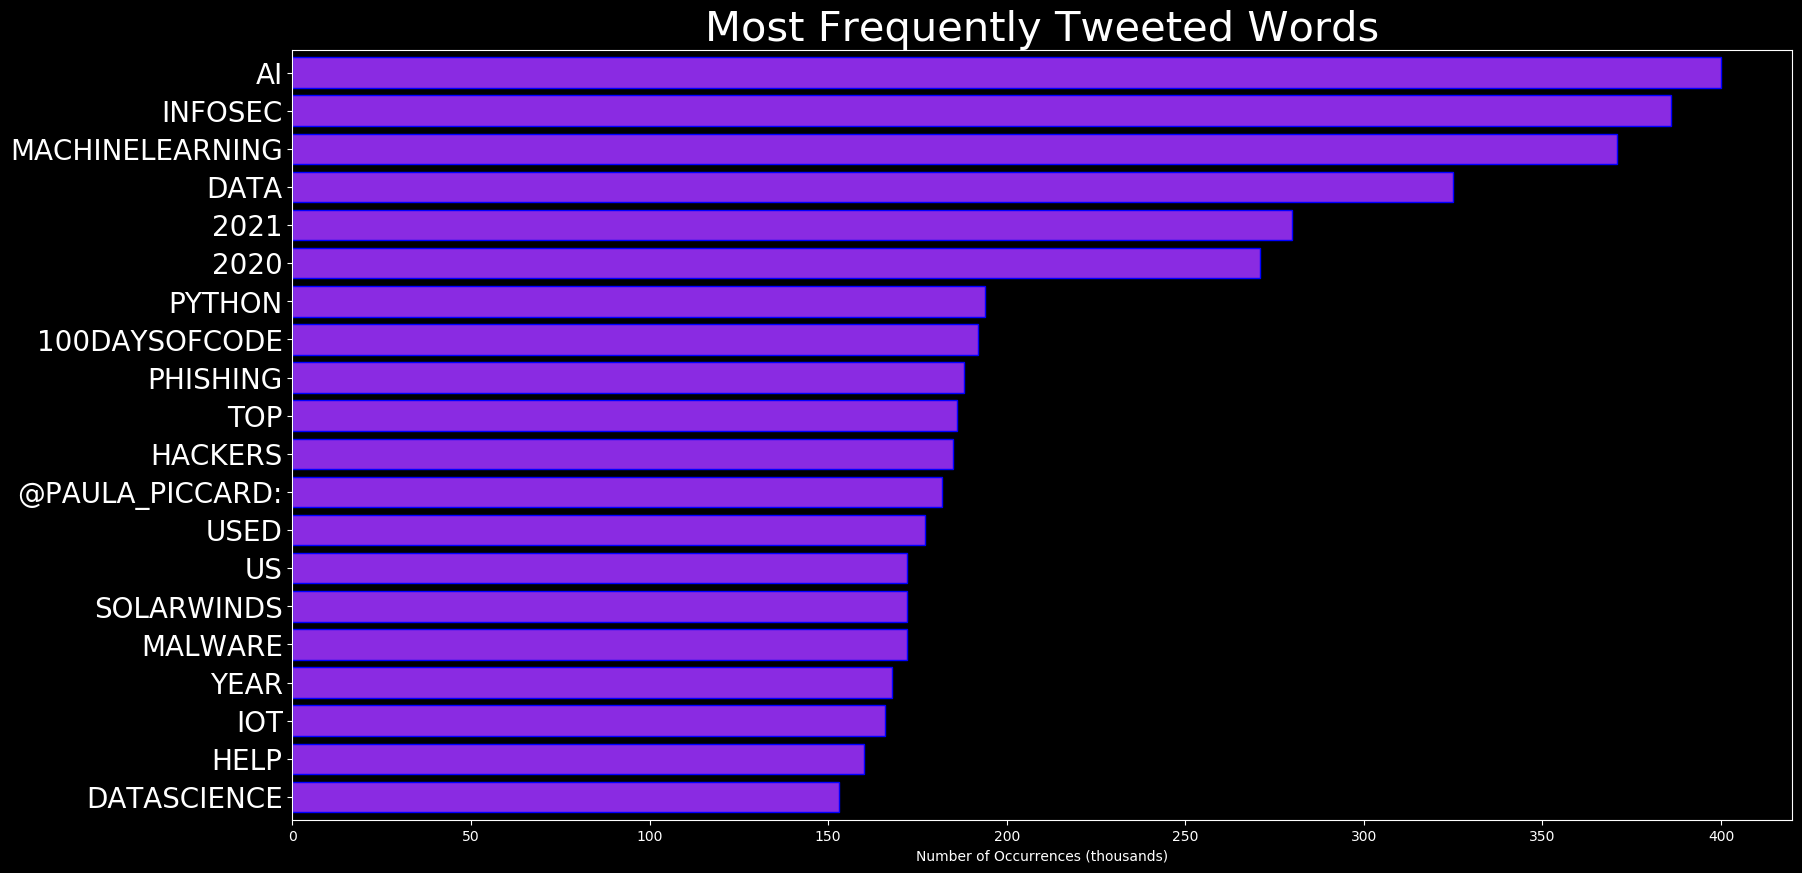 Most Frequently Tweeted Words
AI
INFOSEC
MACHINELEARNING
DATA
2021
2020
PYTHON
100DAYSOFCODE
PHISHING
TOP
HACKERS
@PAULA_PICCARD:
USED
US
SOLARWINDS
MALWARE
YEAR
IOT
HELP
DATASCIENCE
0 50 100 150 200 250 300 350 400
Number of Occurrences (thousands)